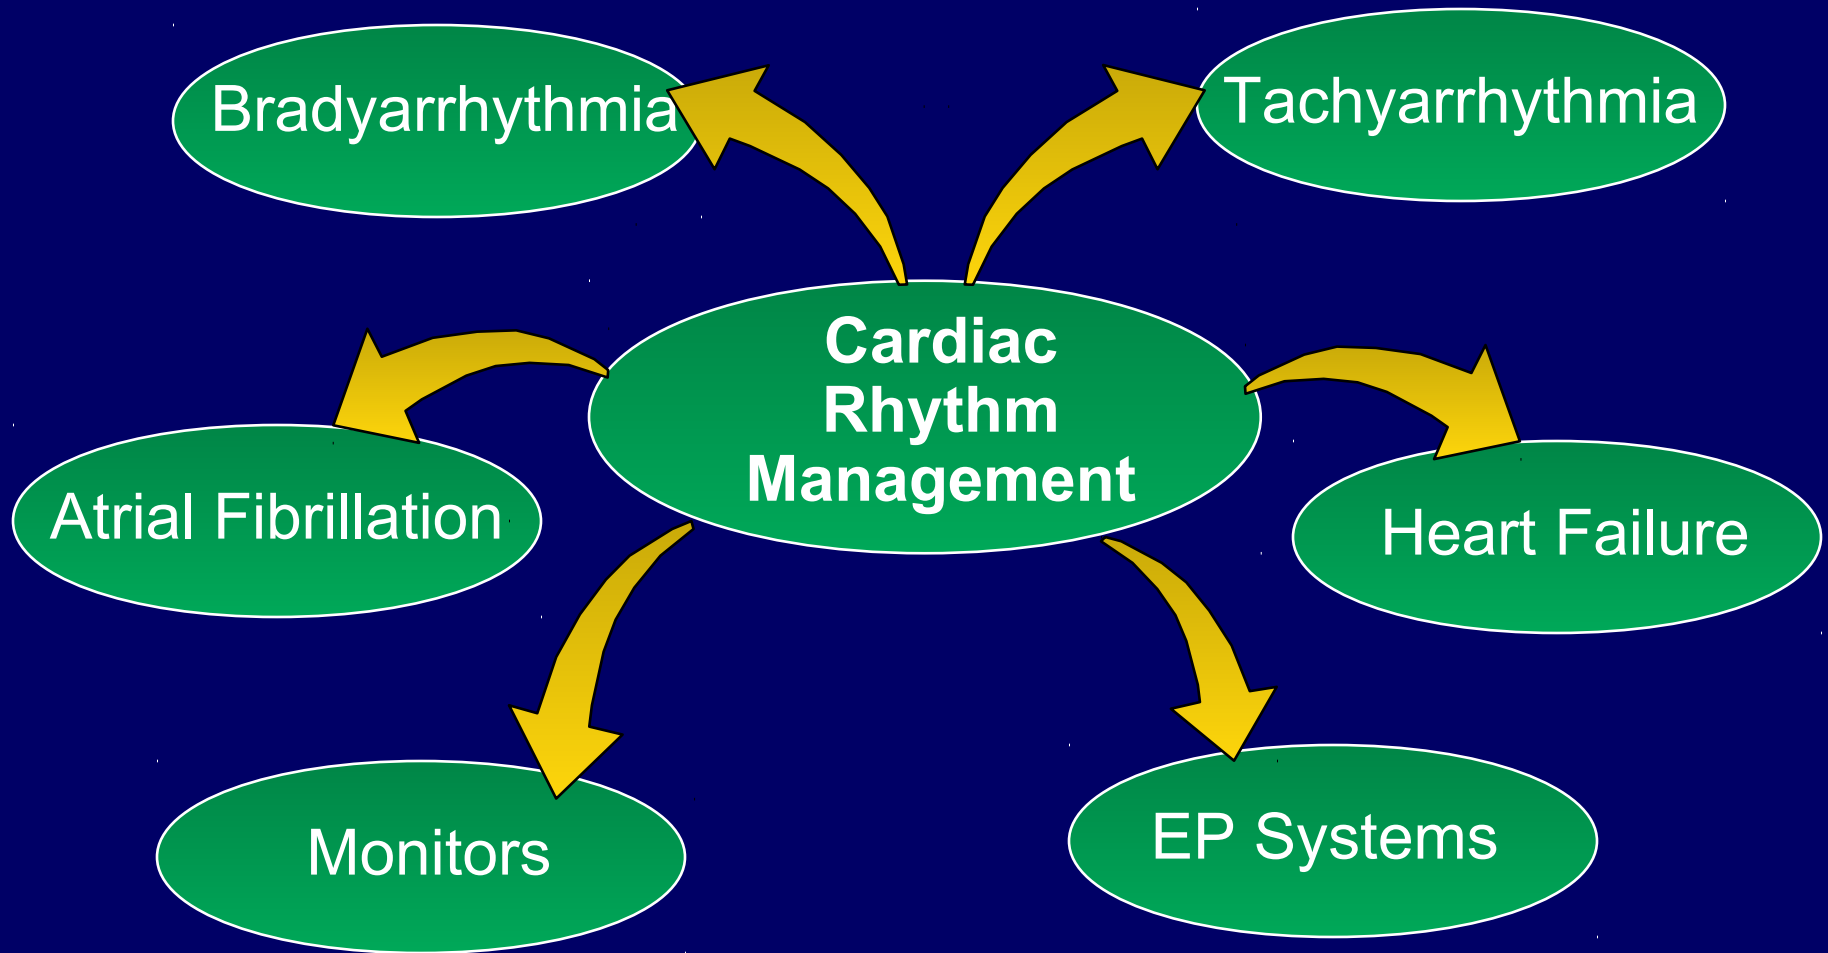 Bradyarrhythmia
Tachyarrhythmia
Cardiac
Rhythm
Management
Atrial Fibrillation
Heart Failure
Monitors
EP Systems